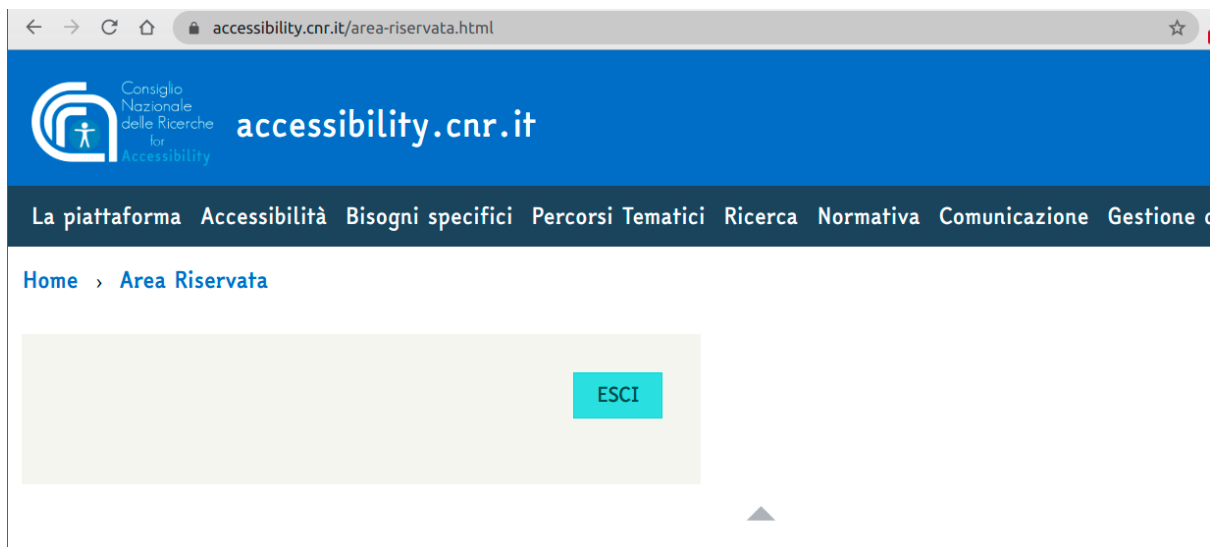 accessibility.cnr.it/area-riservata.html
Consiglio
Nazionale
delle Ricerche
for
Accessibility
accessibility.cnr.it
La piattaforma Accessibilità Bisogni specifici Percorsi Tematici Ricerca Normativa Comunicazione Gestione
Home › Area Riservata
ESCI